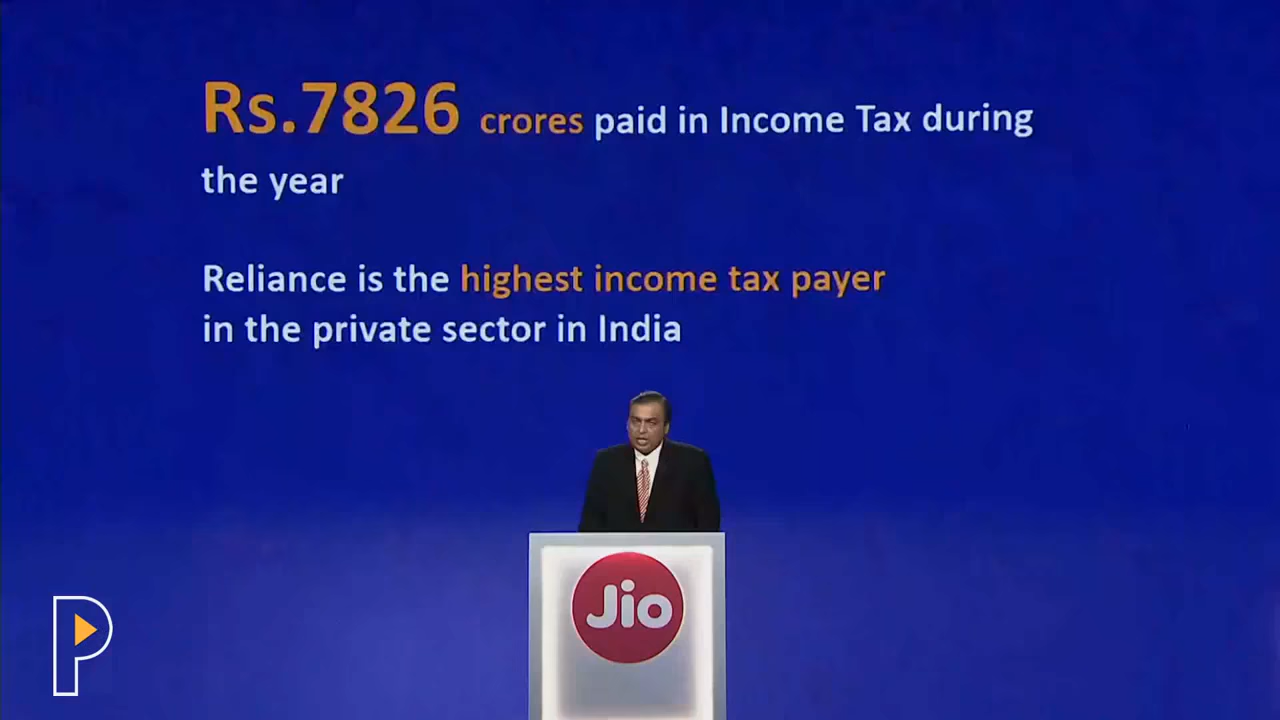 Rs.7826 crores paid in Income Tax during
the year
Reliance is the highest income tax payer
in the private sector in India
Jio
P